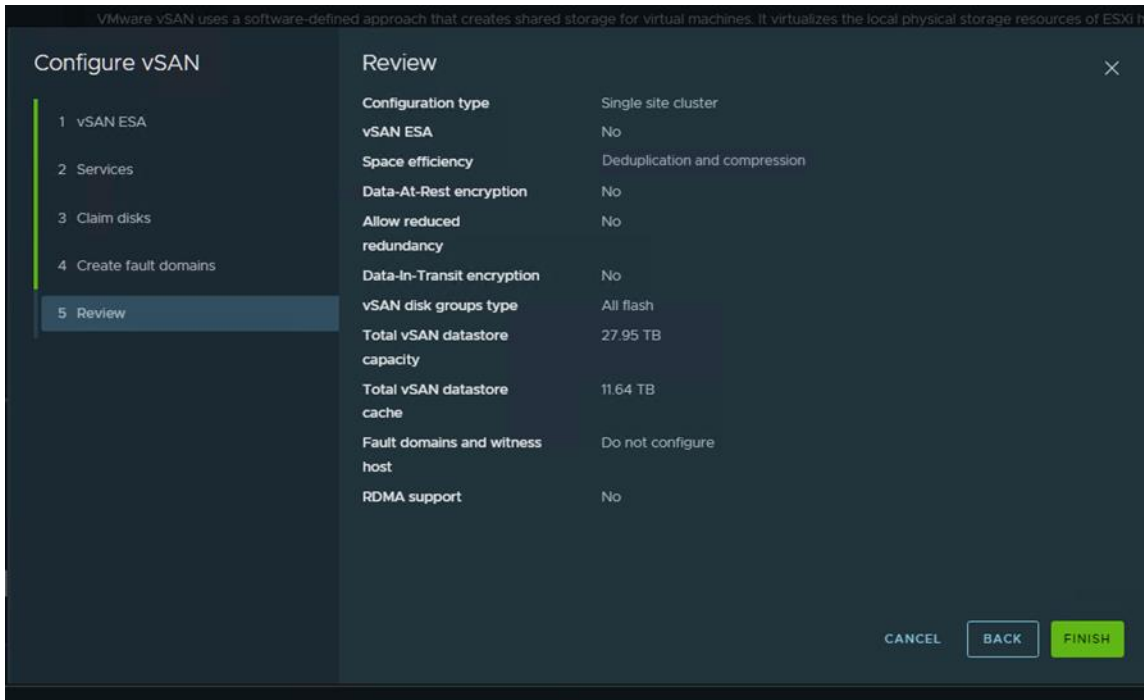 VMware vSAN uses a software-defined approach that creates shared storage for virtual machines. It virtualizes the local physical storage resources of ESXi
Configure vSAN
1 vSAN ESA
2 Services
3 Claim disks
4 Create fault domains
5 Review
Review
Configuration type Single site cluster
vSAN ESA No
Space efficiency Deduplication and compression
Data-At-Rest encryption No
Allow reduced No
redundancy
Data-In-Transit encryption No
vSAN disk groups type All flash
Total vSAN datastore 27.95 TB
capacity
Total vSAN datastore 11.64 TB
cache
Fault domains and witness Do not configure
host
RDMA support No
CANCEL BACK FINISH